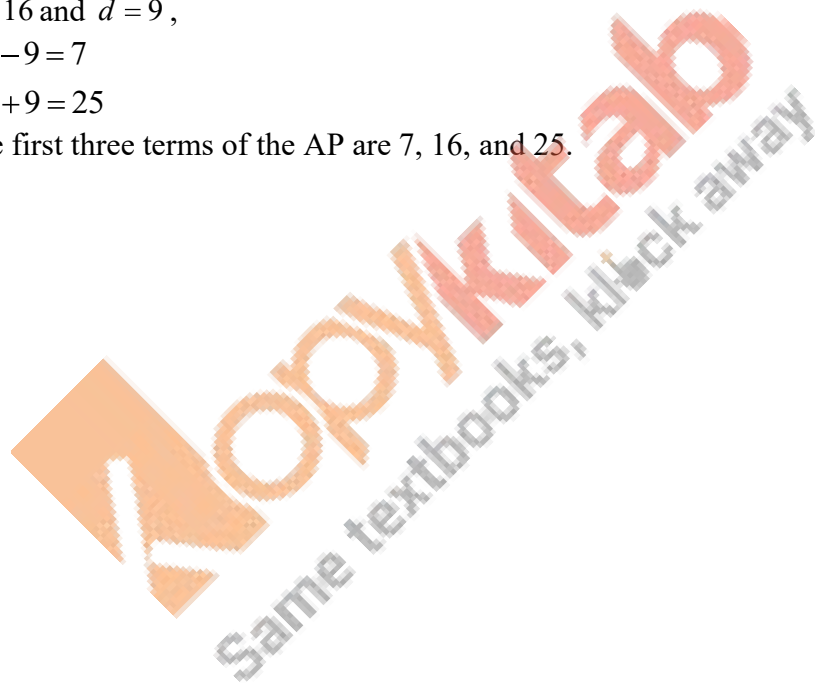 16 and d = 9 ,
−9 = 7
+9 = 25
e first three terms of the AP are 7, 16, and 25.
kopykitab
Same textbooks, klick away